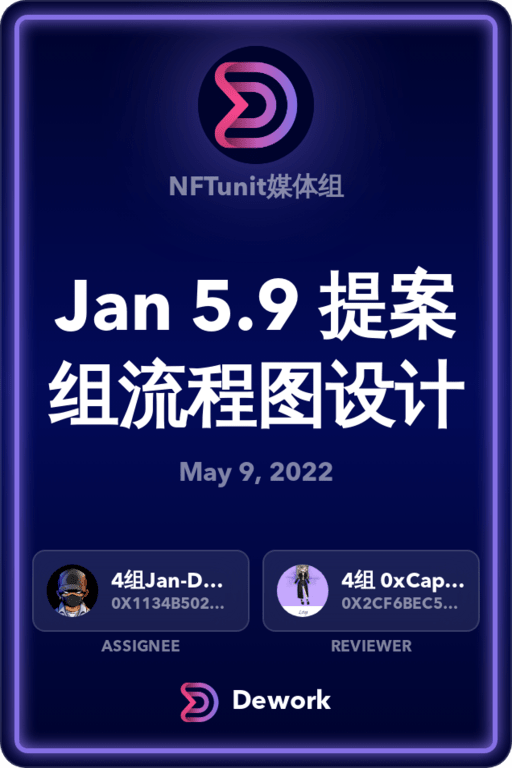 NFTunit媒体组
Jan 5.9 提案
组流程图设计
May 9, 2022
4组Jan-D...
0X1134B502...
ASSIGNEE
4组 0xCap...
0X2CF6BEC5...
REVIEWER
Dework